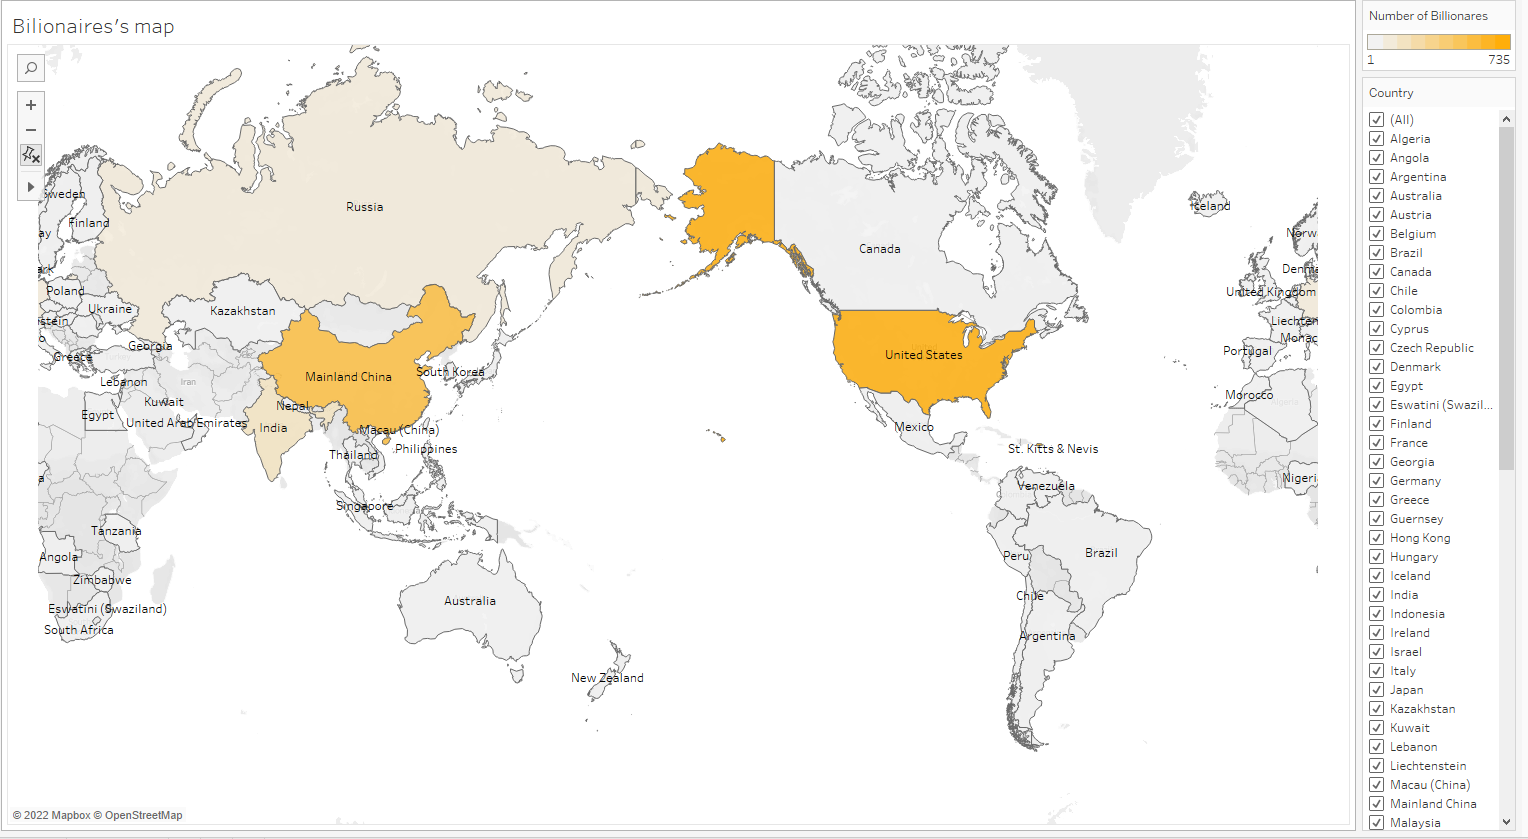 Bilionaires's map
Number of Billionares
1 735
Country
(All)
Algeria
Angola
Argentina
Australia
Austria
Belgium
Brazil
Canada
Chile
Colombia
Cyprus
Czech Republic
Denmark
Egypt
Eswatini (Swazil...
Finland
France
Georgia
Germany
Greece
Guernsey
Hong Kong
Hungary
Iceland
India
Indonesia
Ireland
Israel
Italy
Japan
Kazakhstan
Kuwait
Lebanon
Liechtenstein
Macau (China)
Mainland China
Malaysia
Sweden
Finland
ay
ark
Poland
Ukraine
nstein
o
Greece
Georgia
Lebanon
Iran
Kuwait
Egypt
United Arab Emirates
a
Tanzania
Angola
Zimbabwe
Eswatini (Swaziland)
South Africa
Russia
Kazakhstan
Mainland China
South Korea
Nepal
India
Macau (China)
Philippines
Thailand
Singapore
Australia
New Zealand
Canada
United States
Mexico
St. Kitts & Nevis
Venezuela
Peru
Brazil
Chile
Argentina
Iceland
Norw
Denma
United Kingdom
Liechten
Monac
Portugal
Morocco
Algeria
Nigeri
© 2022 Mapbox © OpenStreetMap